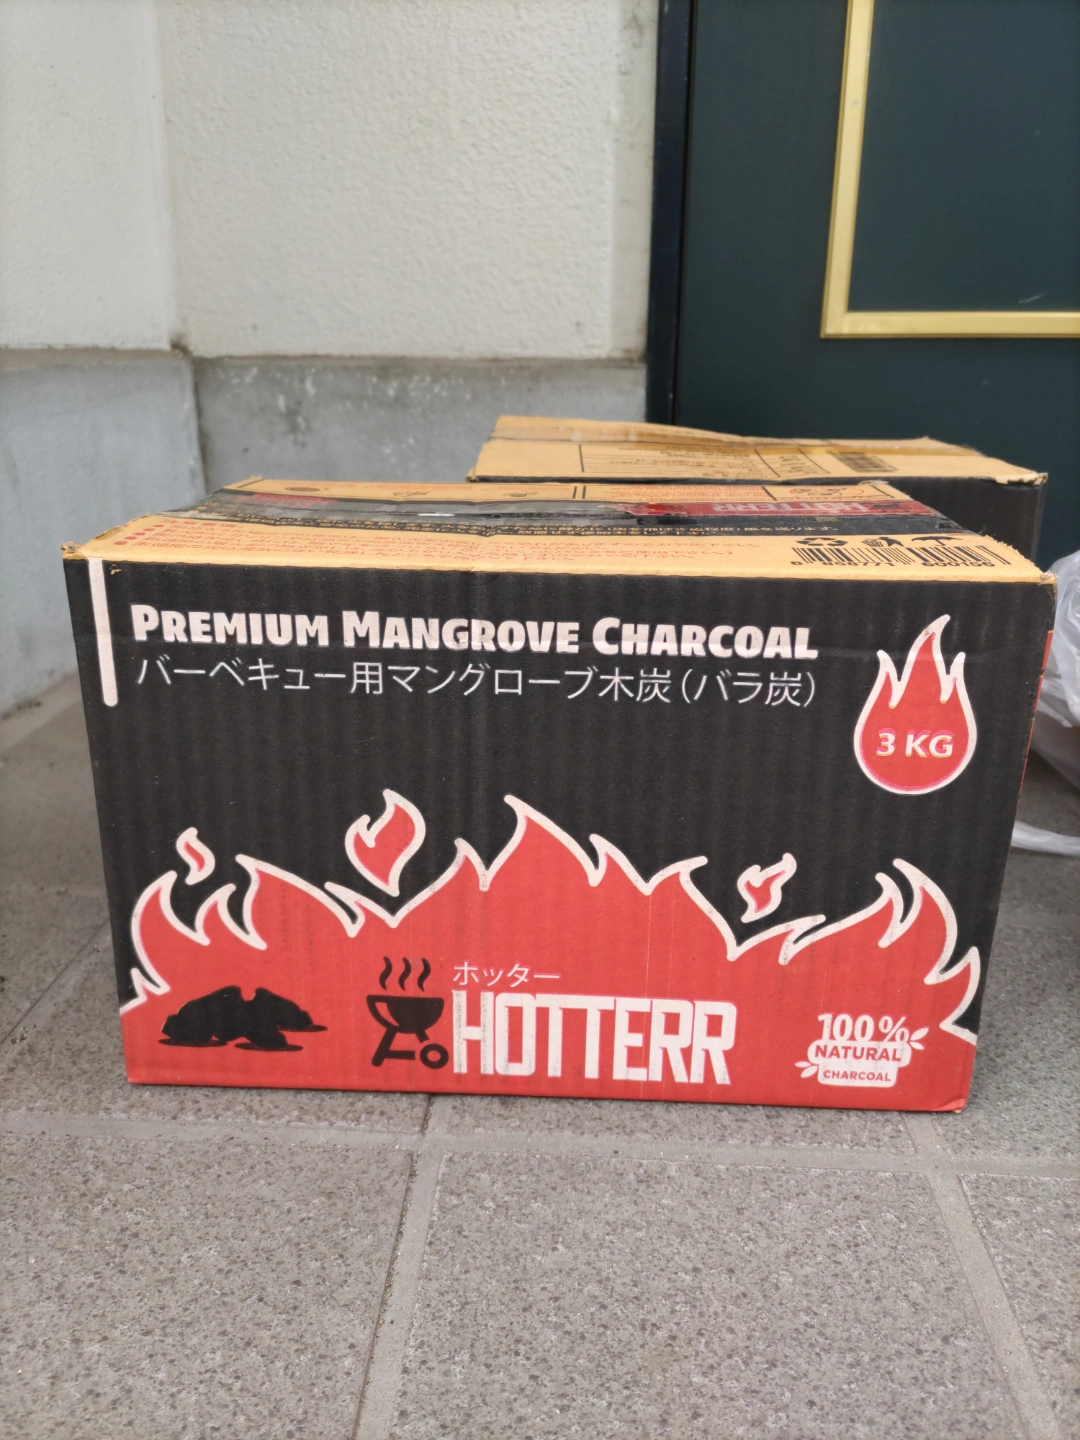 HOTTERR
PREMIUM MANGROVE CHARCOAL
バーベキュー用マングローブ木炭(バラ炭)
3 KG
ホッター
HOTTERR
100%
NATURAL
CHARCOAL